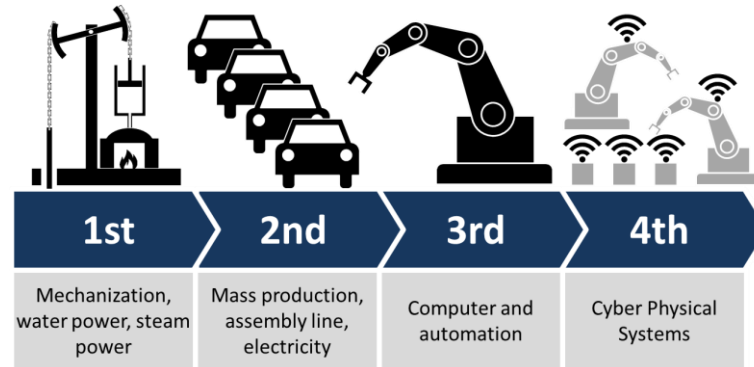 1st
2nd
3rd
4th
Mechanization,
water power, steam
power
Mass production,
assembly line,
electricity
Computer and
automation
Cyber Physical
Systems